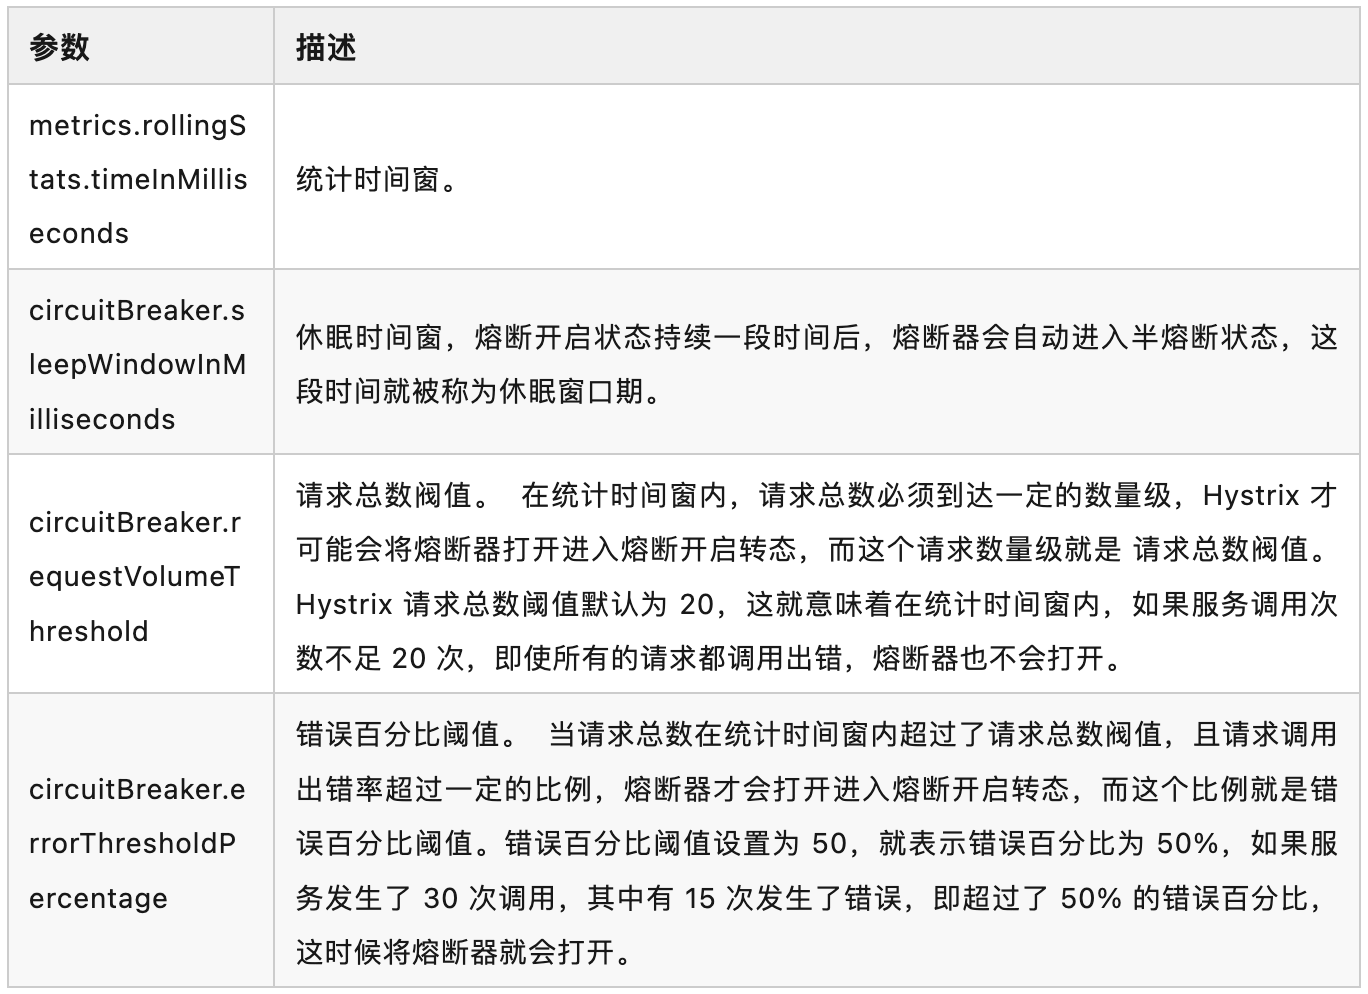 参数
描述
metrics.rollingS
tats.timeInMillis
econds
统计时间窗。
circuitBreaker.s
leepWindowInM
illiseconds
休眠时间窗，熔断开启状态持续一段时间后，熔断器会自动进入半熔断状态，这
段时间就被称为休眠窗口期。
circuitBreaker.r
equestVolumeT
hreshold
请求总数阀值。 在统计时间窗内，请求总数必须到达一定的数量级，Hystrix 才
可能会将熔断器打开进入熔断开启转态，而这个请求数量级就是 请求总数阀值。
Hystrix 请求总数阈值默认为 20，这就意味着在统计时间窗内，如果服务调用次
数不足 20 次，即使所有的请求都调用出错，熔断器也不会打开。
circuitBreaker.e
rrorThresholdP
ercentage
错误百分比阈值。 当请求总数在统计时间窗内超过了请求总数阀值，且请求调用
出错率超过一定的比例，熔断器才会打开进入熔断开启转态，而这个比例就是错
误百分比阈值。错误百分比阈值设置为 50，就表示错误百分比为 50%，如果服
务发生了 30 次调用，其中有 15 次发生了错误，即超过了 50% 的错误百分比，
这时候将熔断器就会打开。